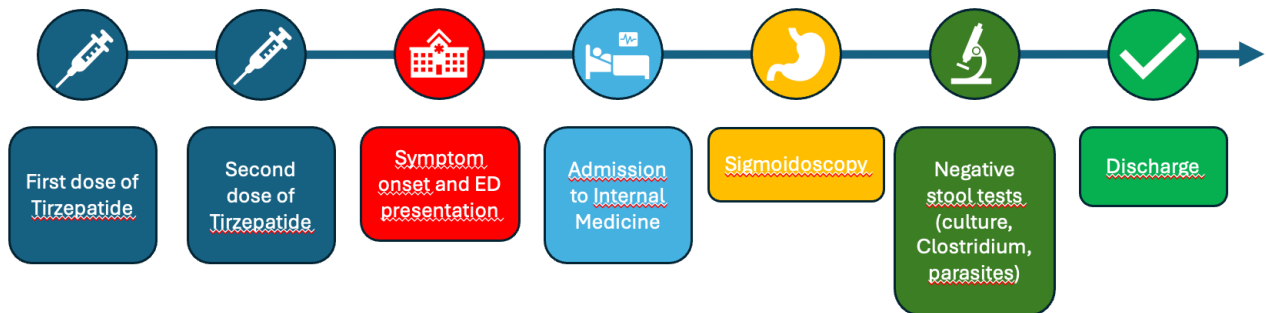 First dose of
Tirzepatide
Second
dose of
Tirzepatide
Symptom
onset and ED
presentation
Admission
to Internal
Medicine
Sigmoidoscopy
Negative
stool tests
(culture,
Clostridium,
parasites)
Discharge